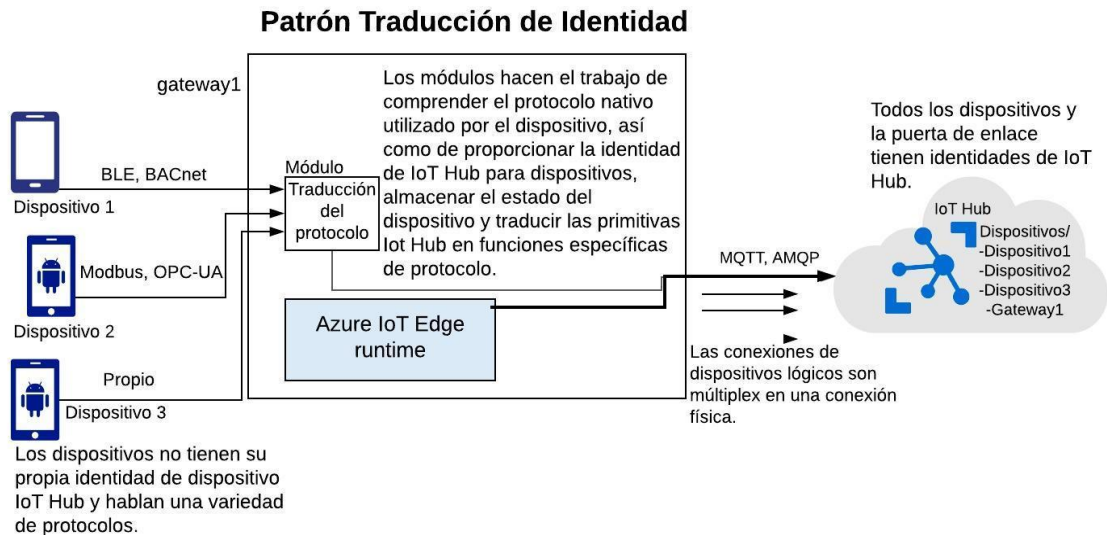 Patrón Traducción de Identidad
gateway1
Los módulos hacen el trabajo de
comprender el protocolo nativo
utilizado por el dispositivo, así
como de proporcionar la identidad
de IoT Hub para dispositivos,
almacenar el estado del
dispositivo y traducir las primitivas
Iot Hub en funciones específicas
de protocolo.
Módulo
Traducción
del
protocolo
Azure IoT Edge
runtime
BLE, BACnet
Dispositivo 1
Modbus, OPC-UA
Dispositivo 2
Propio
Dispositivo 3
Los dispositivos no tienen su
propia identidad de dispositivo
IoT Hub y hablan una variedad
de protocolos.
MQTT, AMQP
Las conexiones de
dispositivos lógicos son
múltiplex en una conexión
física.
Todos los dispositivos y
la puerta de enlace
tienen identidades de IoT
Hub.
IoT Hub
Dispositivos/
-Dispositivo1
-Dispositivo2
-Dispositivo3
-Gateway1